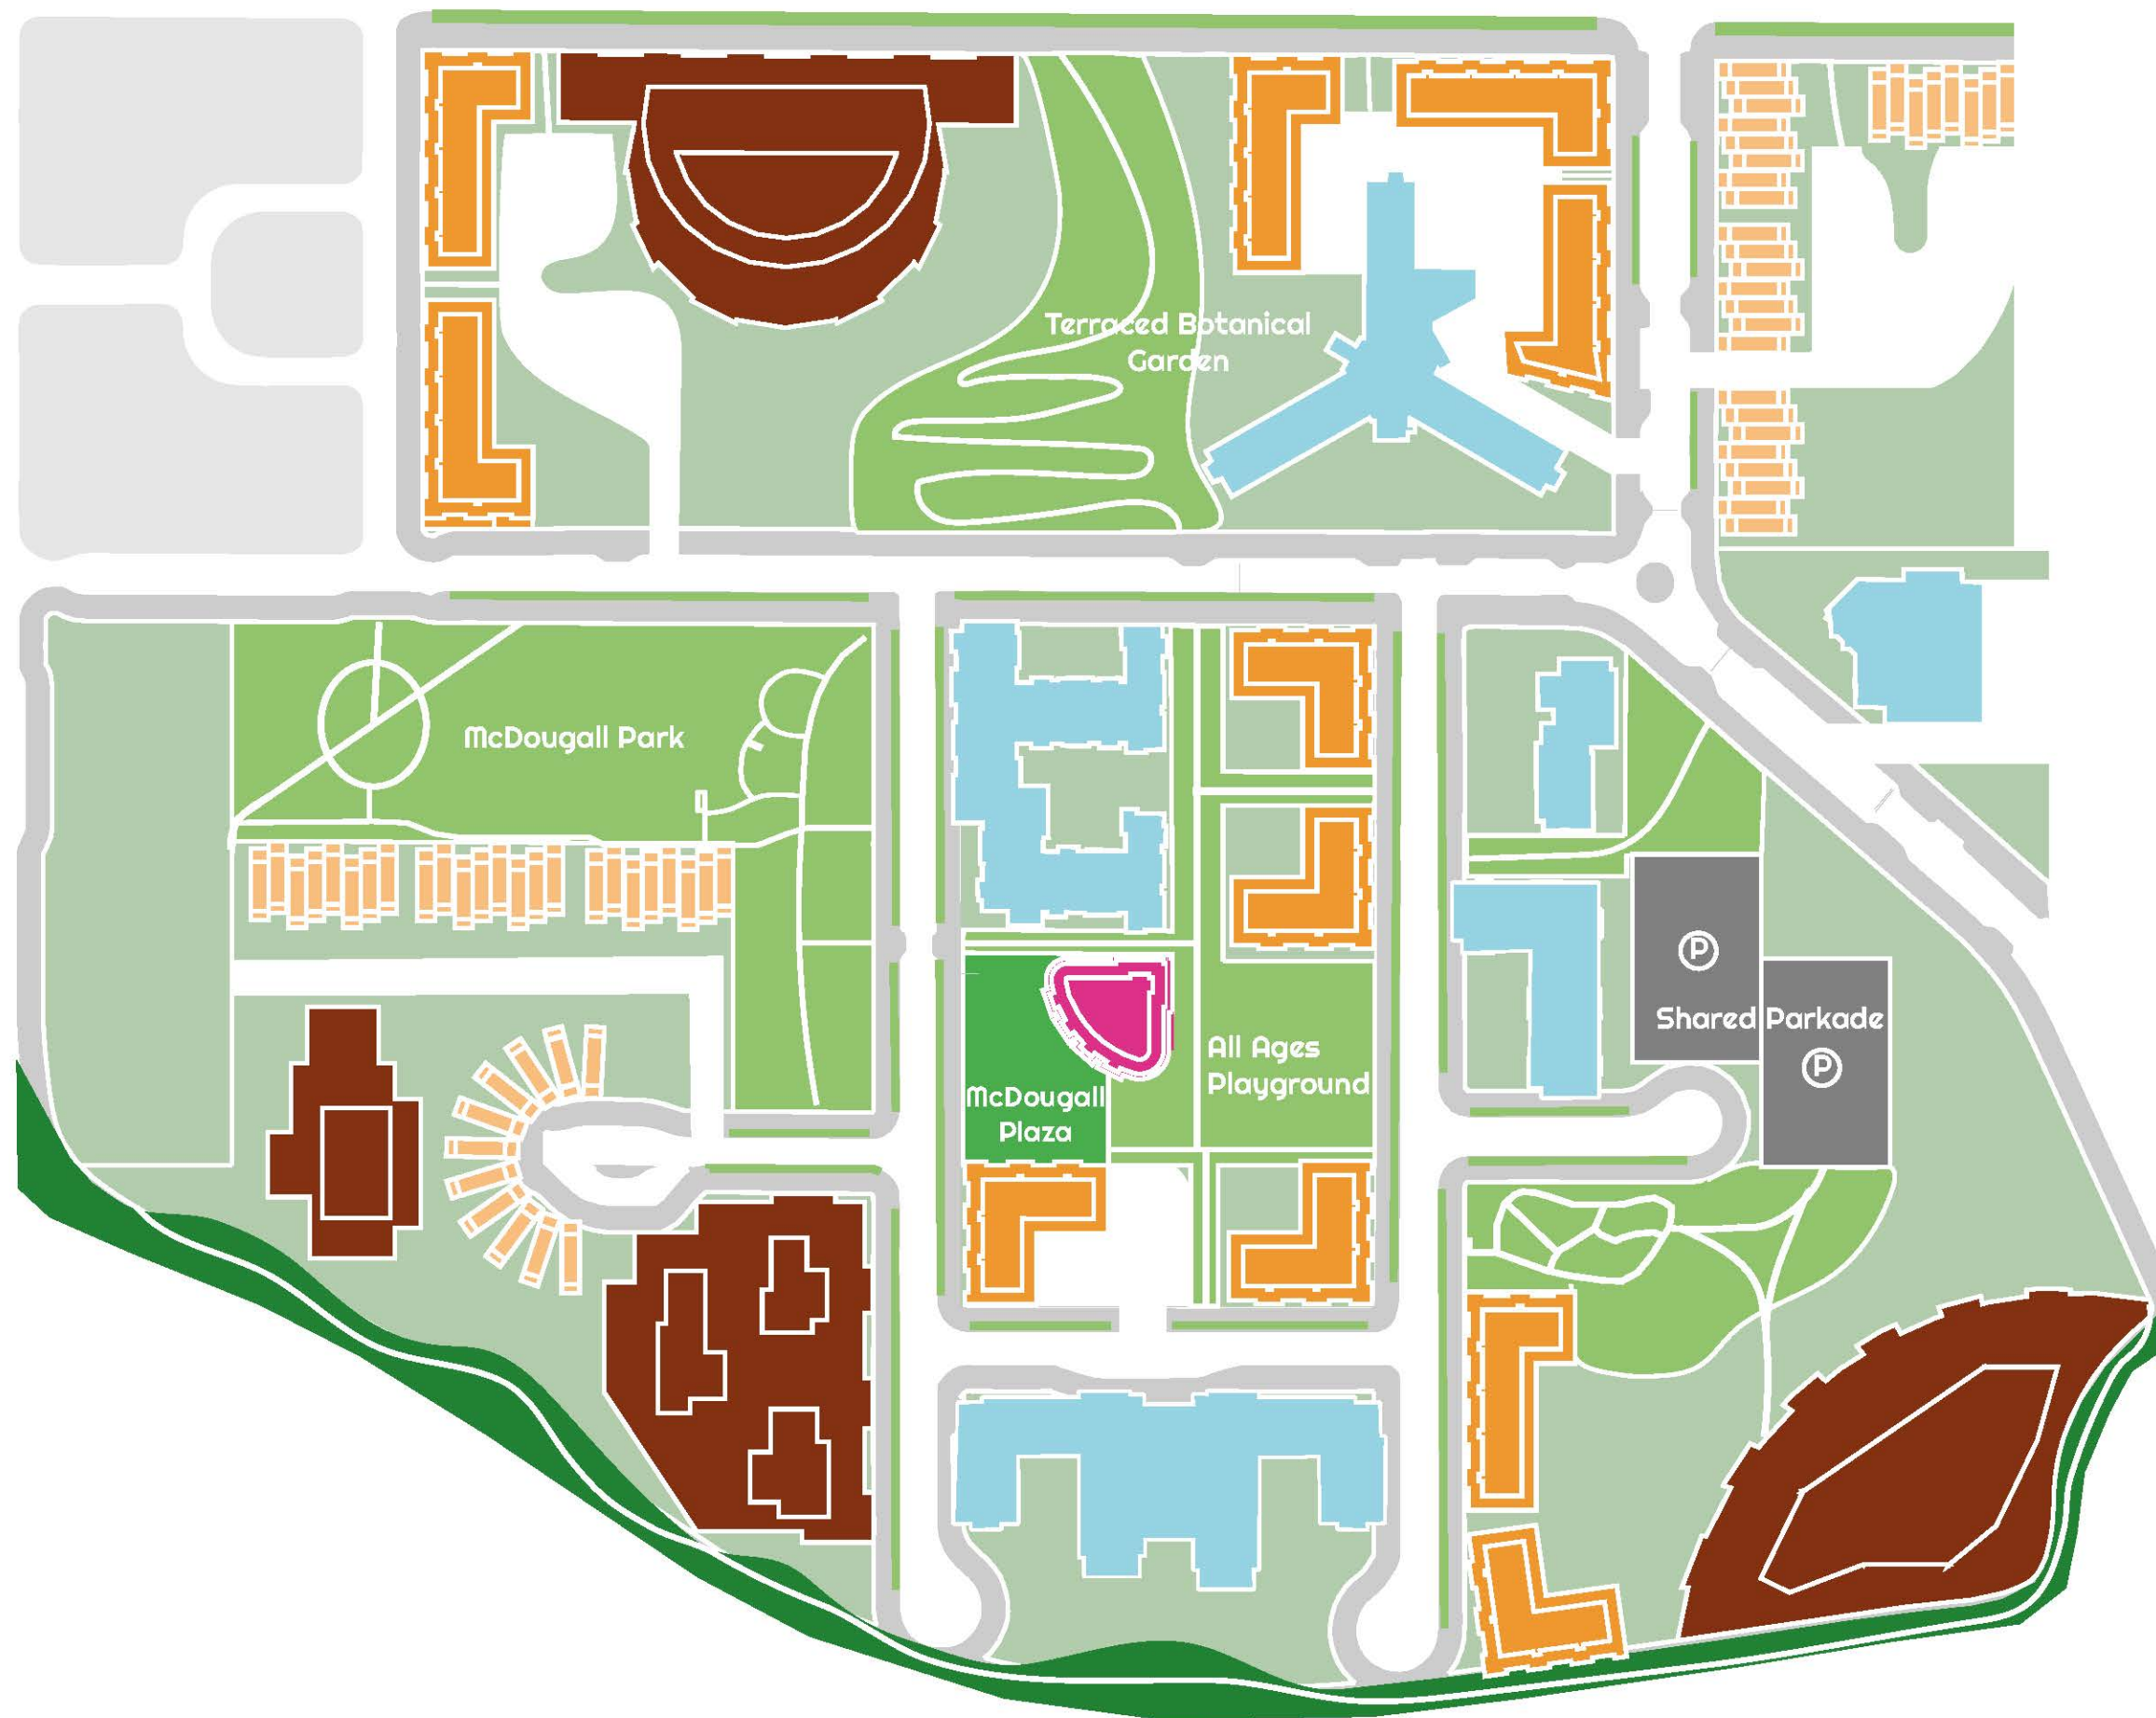 Terraced Botanical
Garden
McDougall Park
P
Shared Parkade
P
All Ages
Playground
McDougall
Plaza